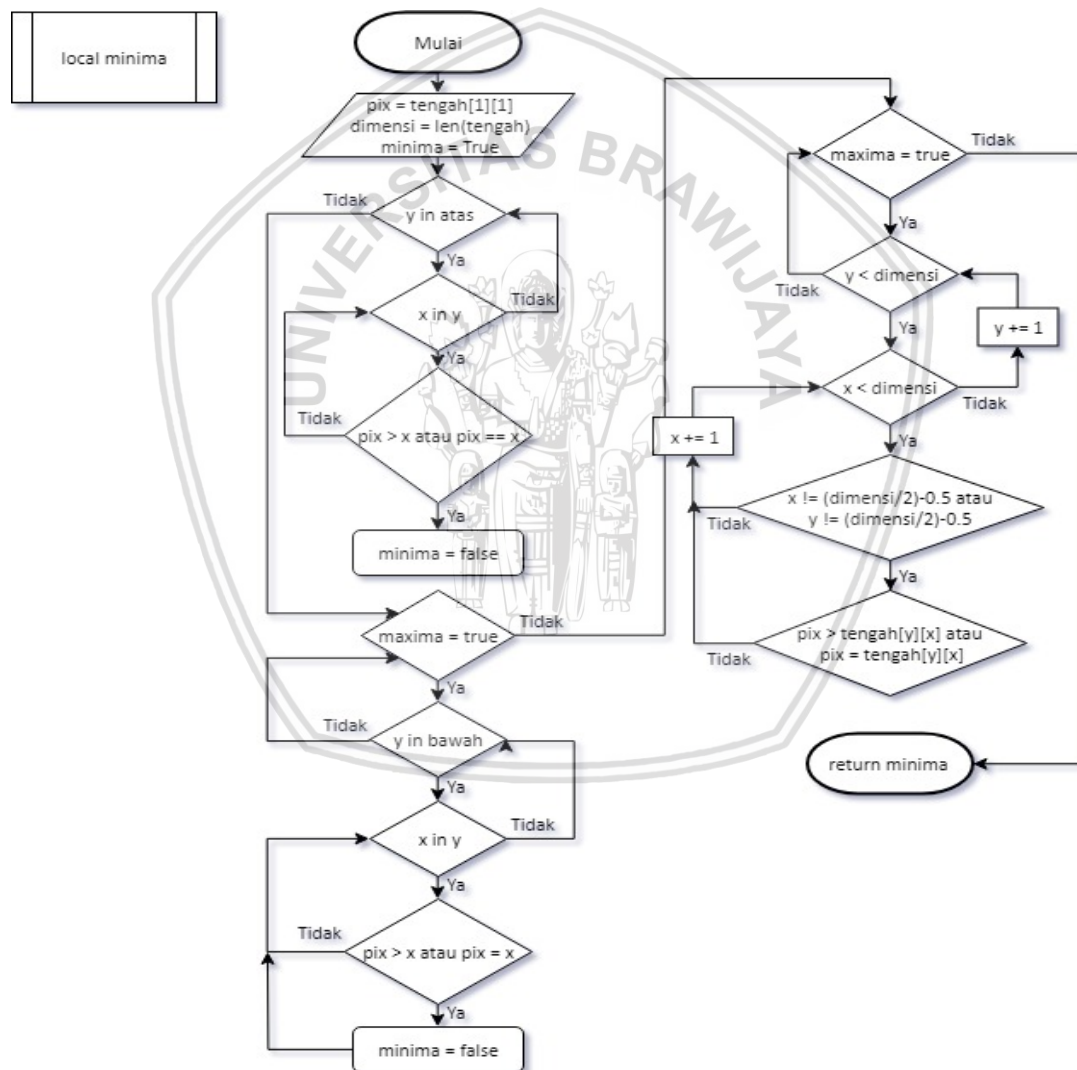 local minima
Mulai
pix = tengah[1][1]
dimensi = len(tengah)
minima = True
Tidak
y in atas
Ya
x in y
Tidak
Ya
Tidak
pix > x atau pix == x
Ya
minima = false
maxima = true
Tidak
Ya
Tidak
y in bawah
Ya
x in y
Tidak
Ya
Tidak
pix > x atau pix = x
Ya
minima = false
maxima = true
Tidak
Ya
y < dimensi
Tidak
Ya
y += 1
x < dimensi
Tidak
x += 1
Ya
x != (dimensi/2)-0.5 atau
y != (dimensi/2)-0.5
Tidak
Ya
pix > tengah[y][x] atau
pix = tengah[y][x]
Tidak
return minima
UNIVERSITAS BRAWIJAYA